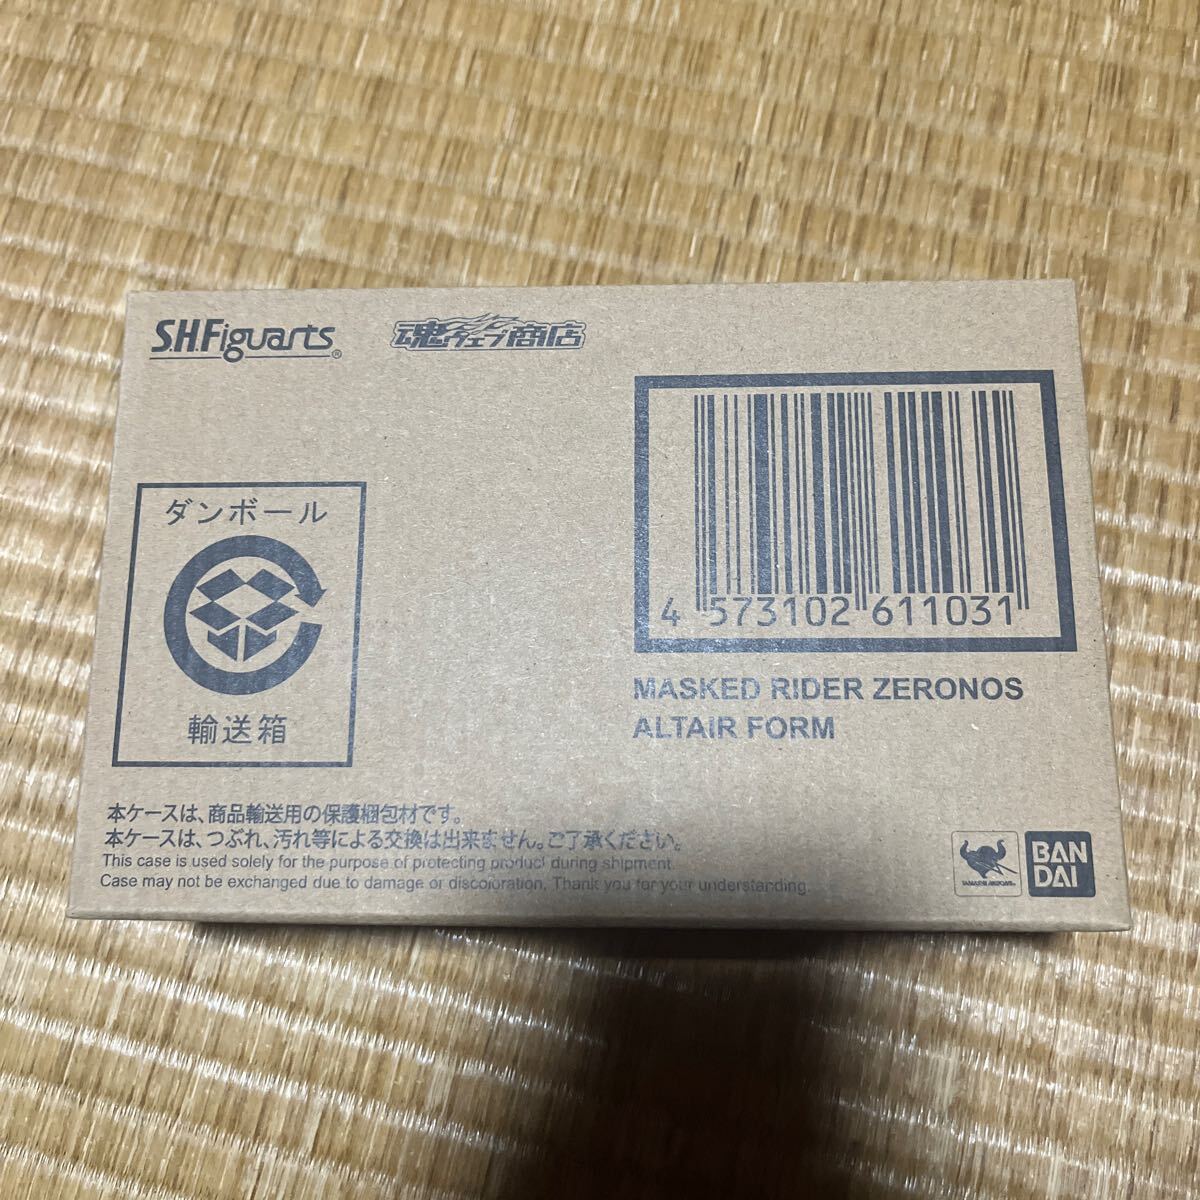 S.H.Figuarts®
魂ウェブ商店
ダンボール
輸送箱
4 573102 611031
MASKED RIDER ZERONOS
ALTAIR FORM
本ケースは、商品輸送用の保護梱包材です。
本ケースは、つぶれ、汚れ等による交換は出来ません。ご了承ください。
This case is used solely for the purpose of protecting product during shipment.
Case may not be exchanged due to damage or discoloration. Thank you for your understanding.
TAMASHII NATIONS
BAN
DAI